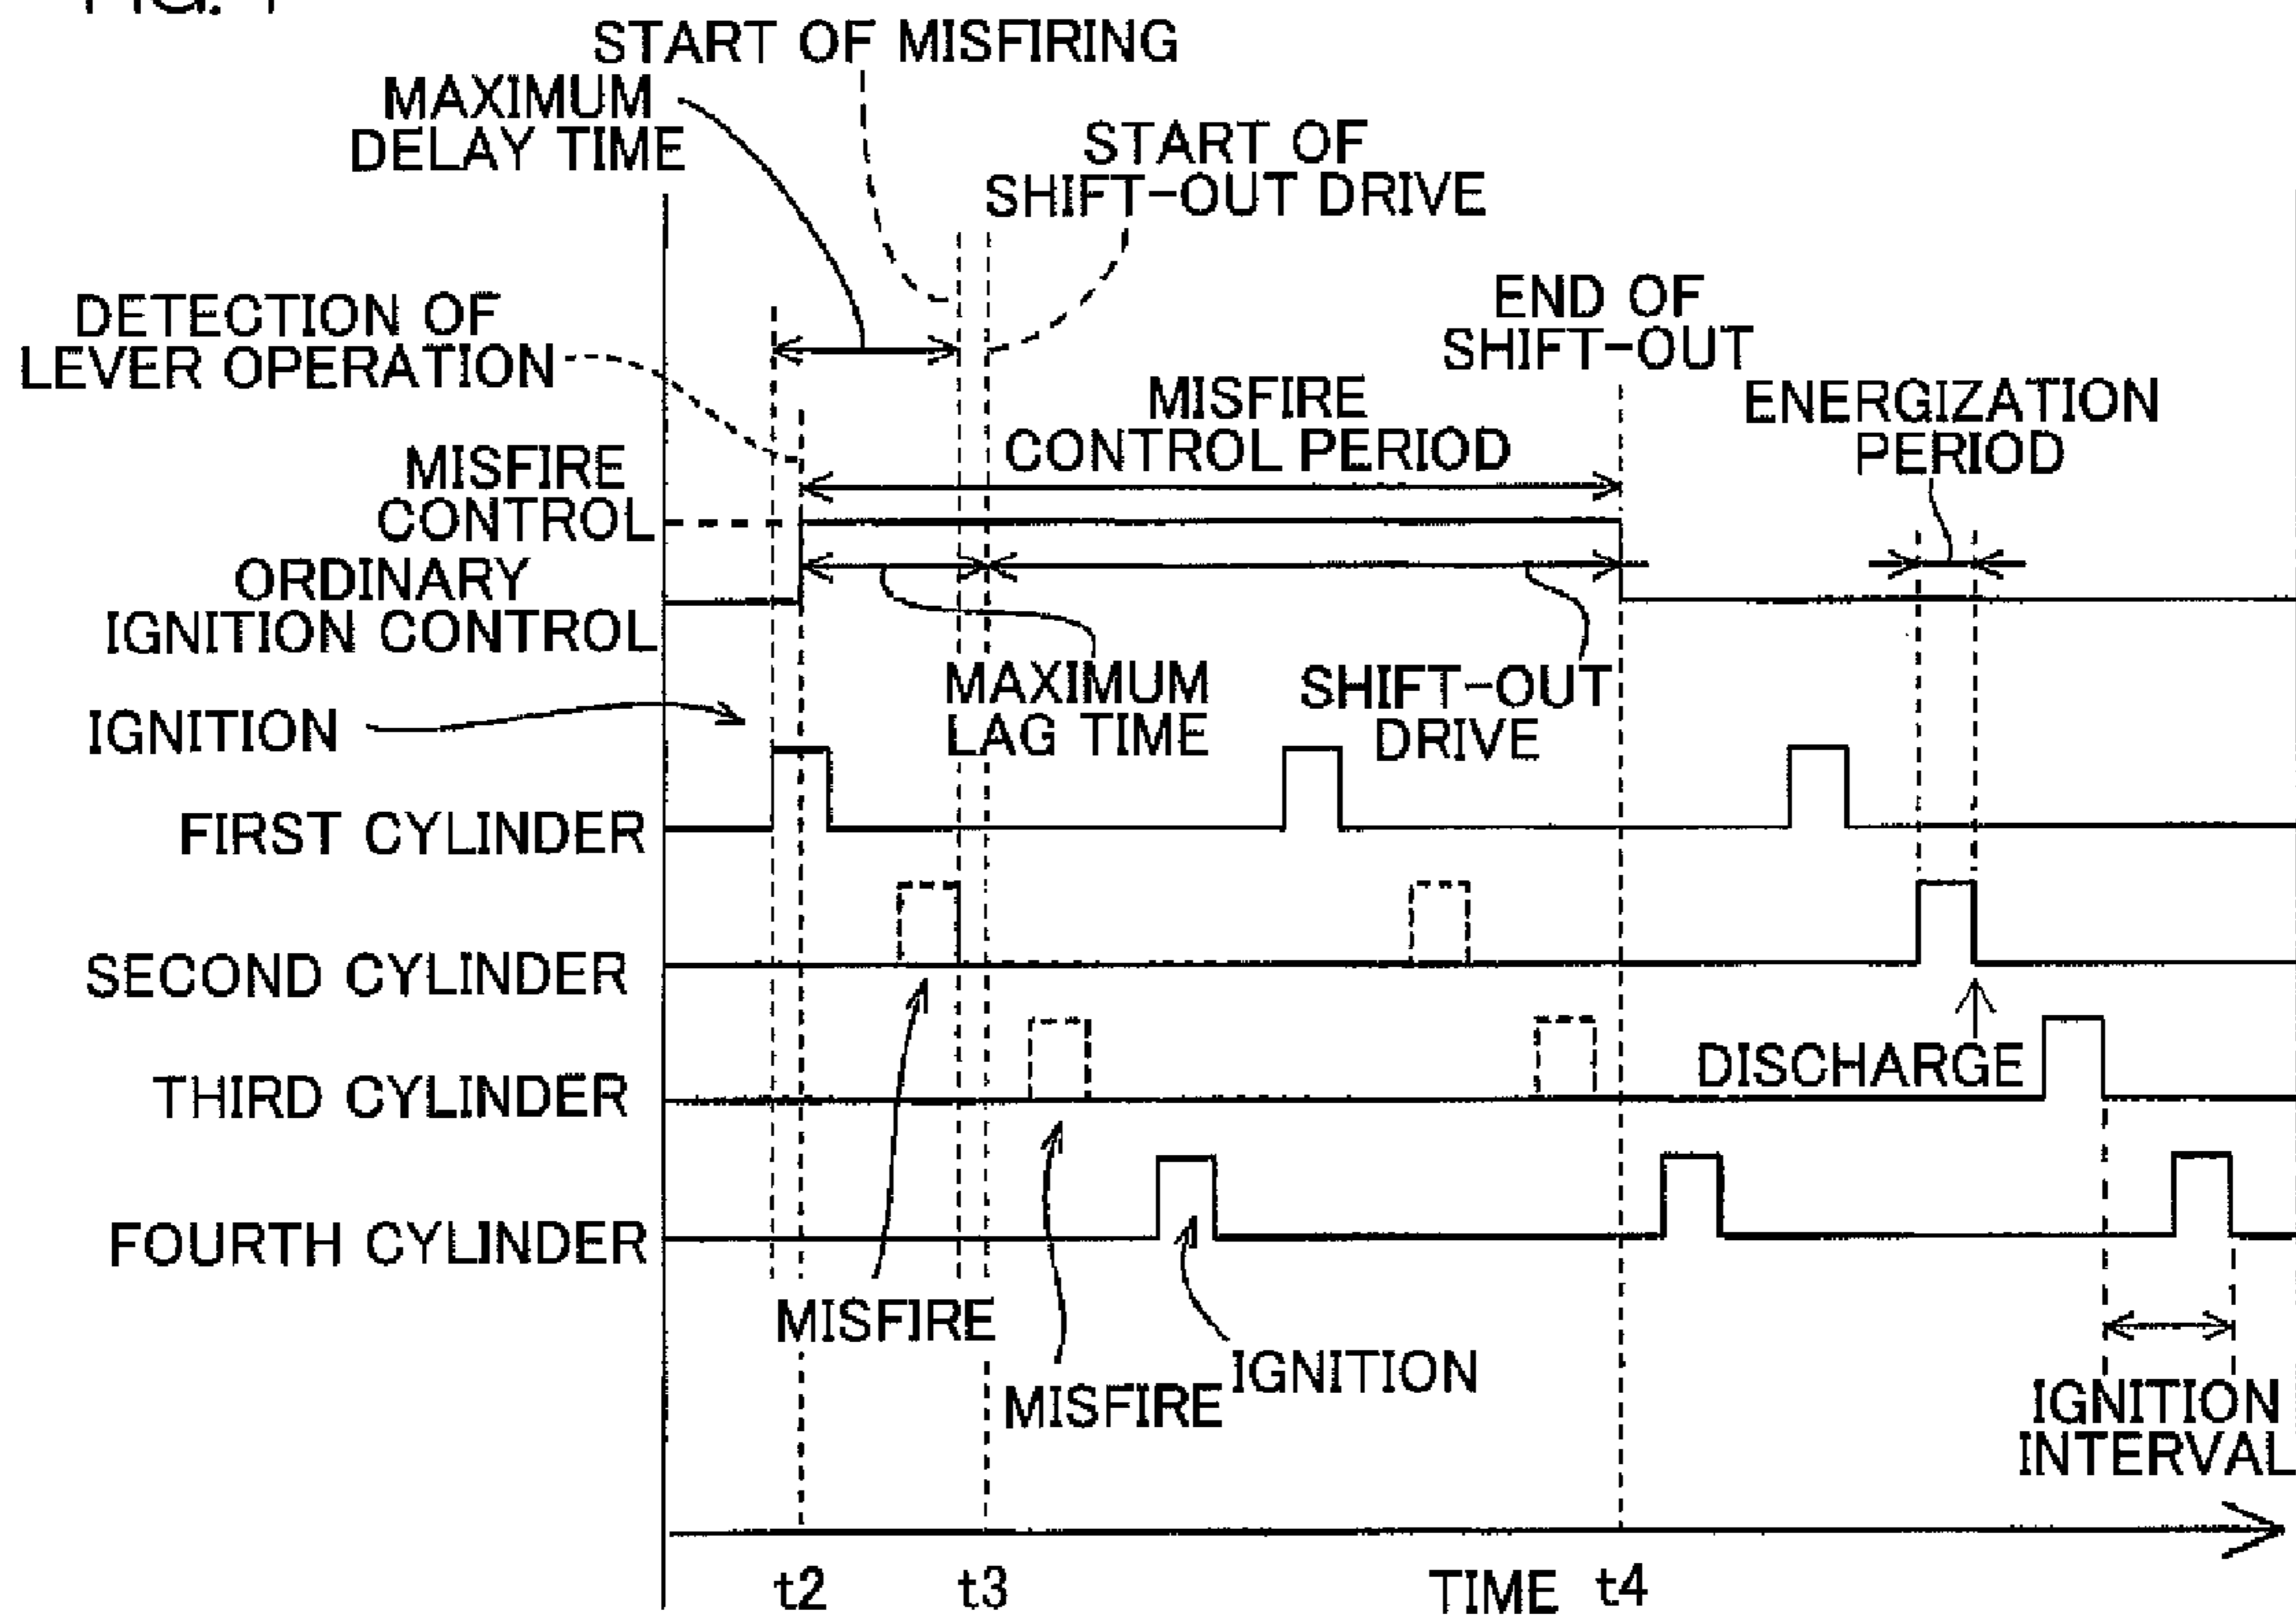 START OF MISFIRING
MAXIMUM
DELAY TIME
START OF
SHIFT-OUT DRIVE
DETECTION OF
LEVER OPERATION
END OF
SHIFT-OUT
MISFIRE
CONTROL PERIOD
ENERGIZATION
PERIOD
MISFIRE
CONTROL
ORDINARY
IGNITION CONTROL
MAXIMUM
LAG TIME
SHIFT-OUT
DRIVE
IGNITION
FIRST CYLINDER
SECOND CYLINDER
DISCHARGE
THIRD CYLINDER
FOURTH CYLINDER
MISFIRE
MISFIRE
IGNITION
IGNITION
INTERVAL
t2 t3 TIME t4